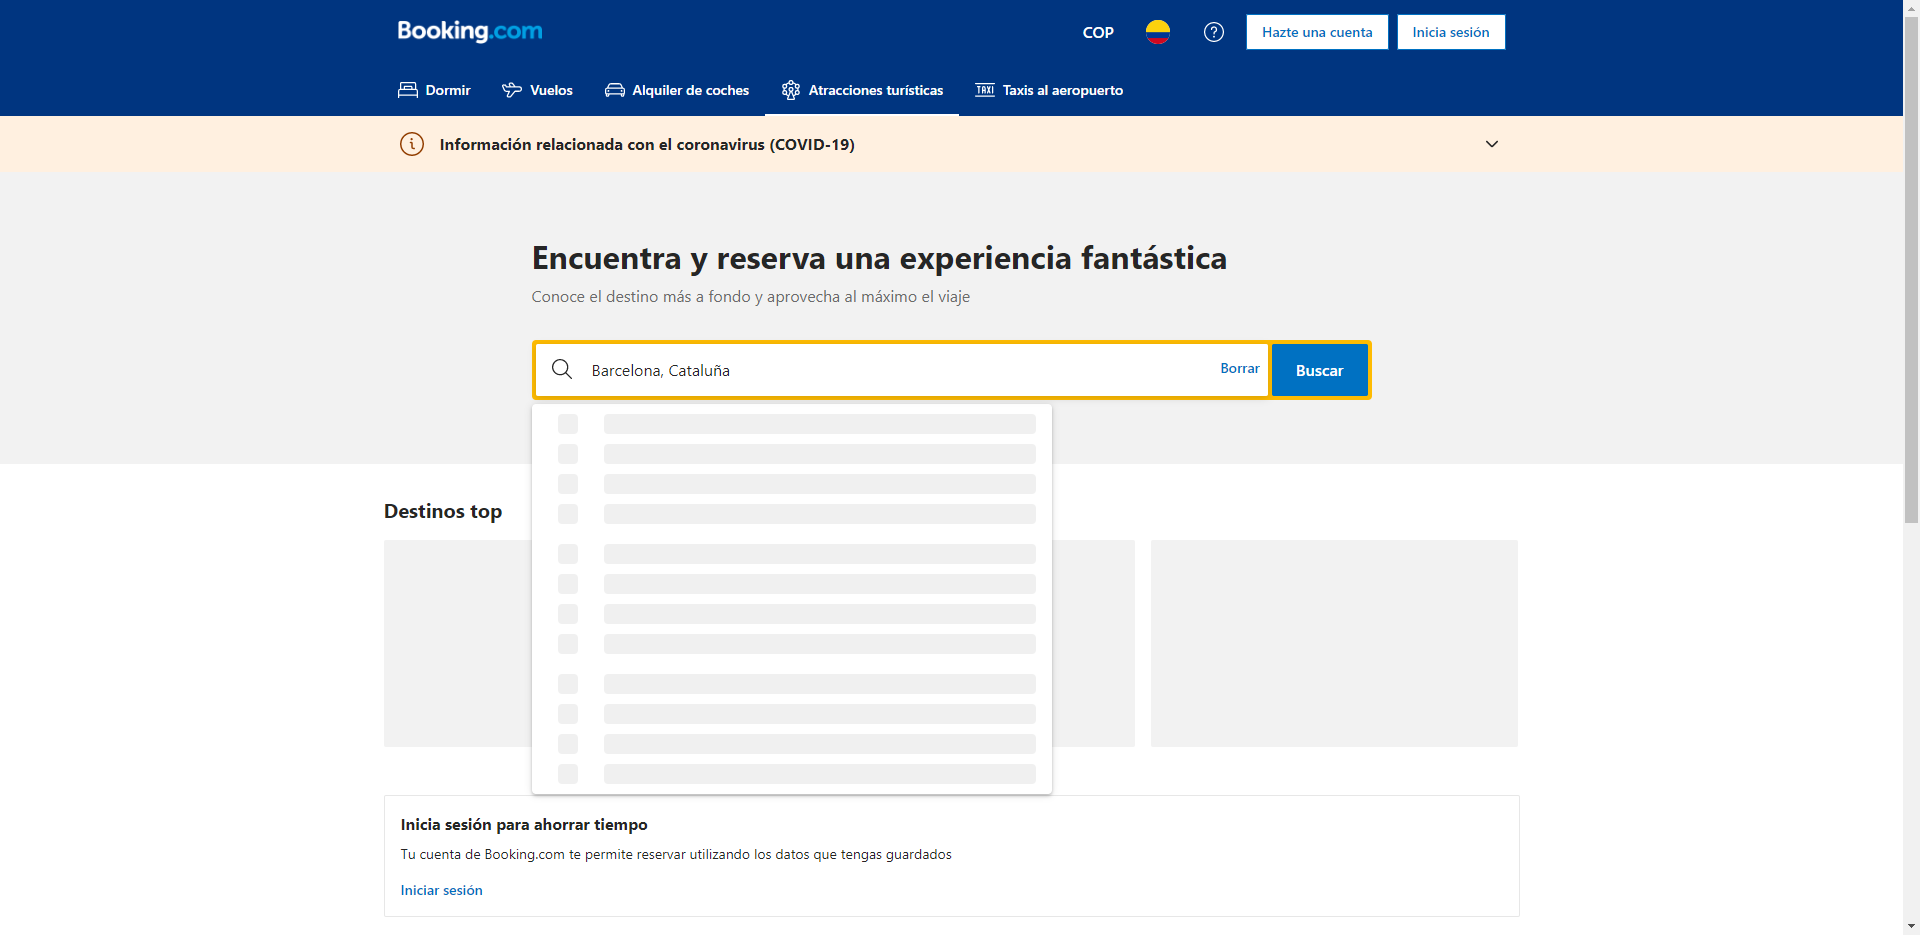 Booking.com
COP
Hazte una cuenta
Inicia sesión
Dormir
Vuelos
Alquiler de coches
Atracciones turísticas
TAXI
Taxis al aeropuerto
Información relacionada con el coronavirus (COVID-19)
Encuentra y reserva una experiencia fantástica
Conoce el destino más a fondo y aprovecha al máximo el viaje
Barcelona, Cataluña
Borrar
Buscar
Destinos top
Inicia sesión para ahorrar tiempo
Tu cuenta de Booking.com te permite reservar utilizando los datos que tengas guardados
Iniciar sesión